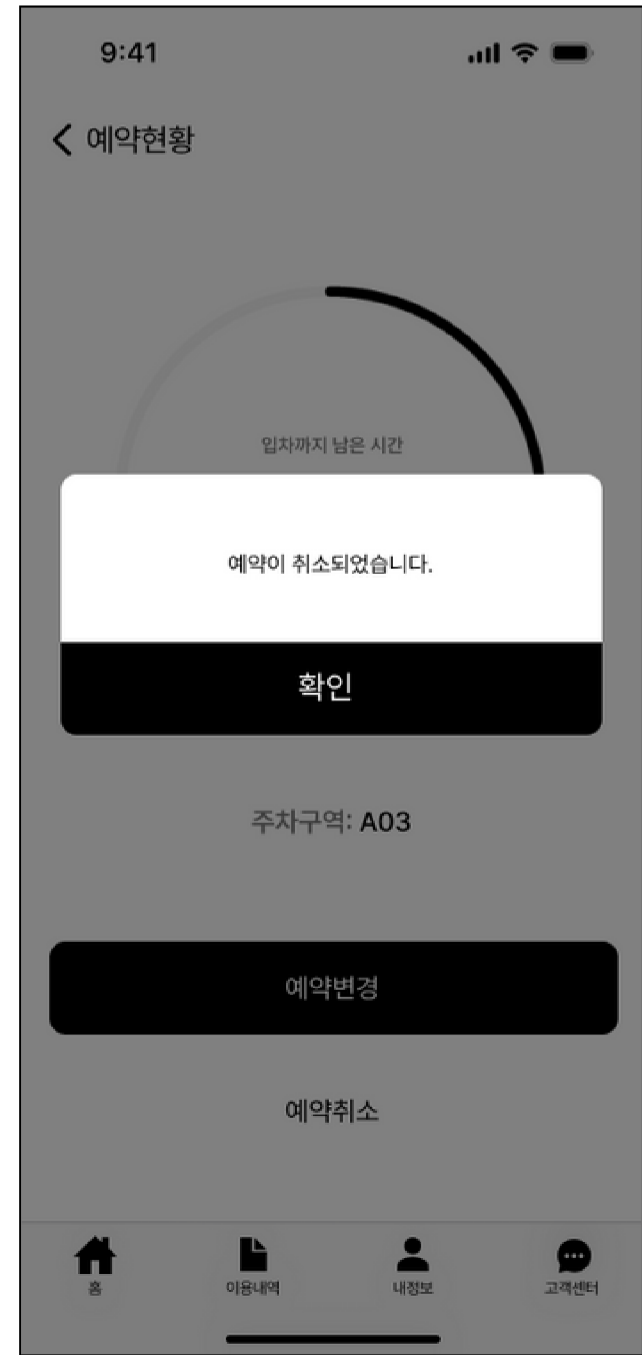 9:41
예약현황
입차까지 남은 시간
예약이 취소되었습니다.
확인
주차구역: A03
예약변경
예약취소
홈
이용내역
내정보
고객센터